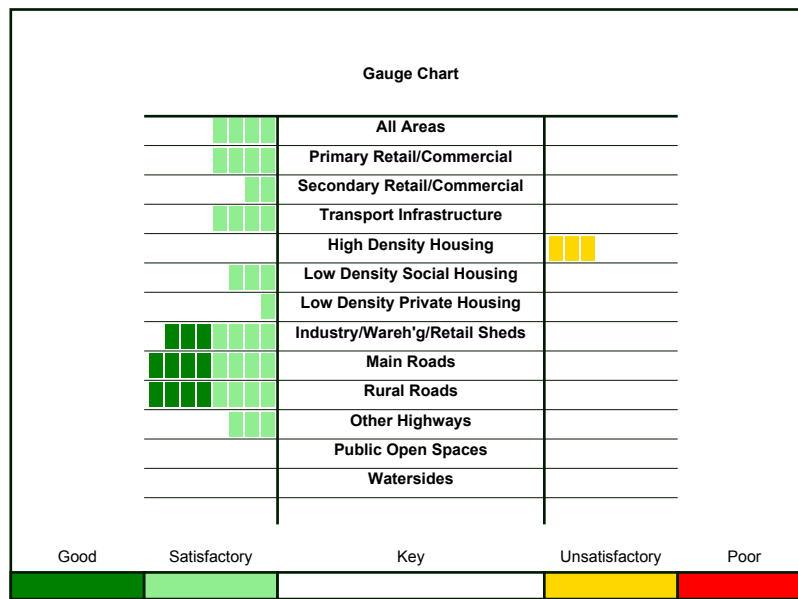 Gauge Chart
All Areas
Primary Retail/Commercial
Secondary Retail/Commercial
Transport Infrastructure
High Density Housing
Low Density Social Housing
Low Density Private Housing
Industry/Wareh'g/Retail Sheds
Main Roads
Rural Roads
Other Highways
Public Open Spaces
Watersides
Good Satisfactory Key Unsatisfactory Poor